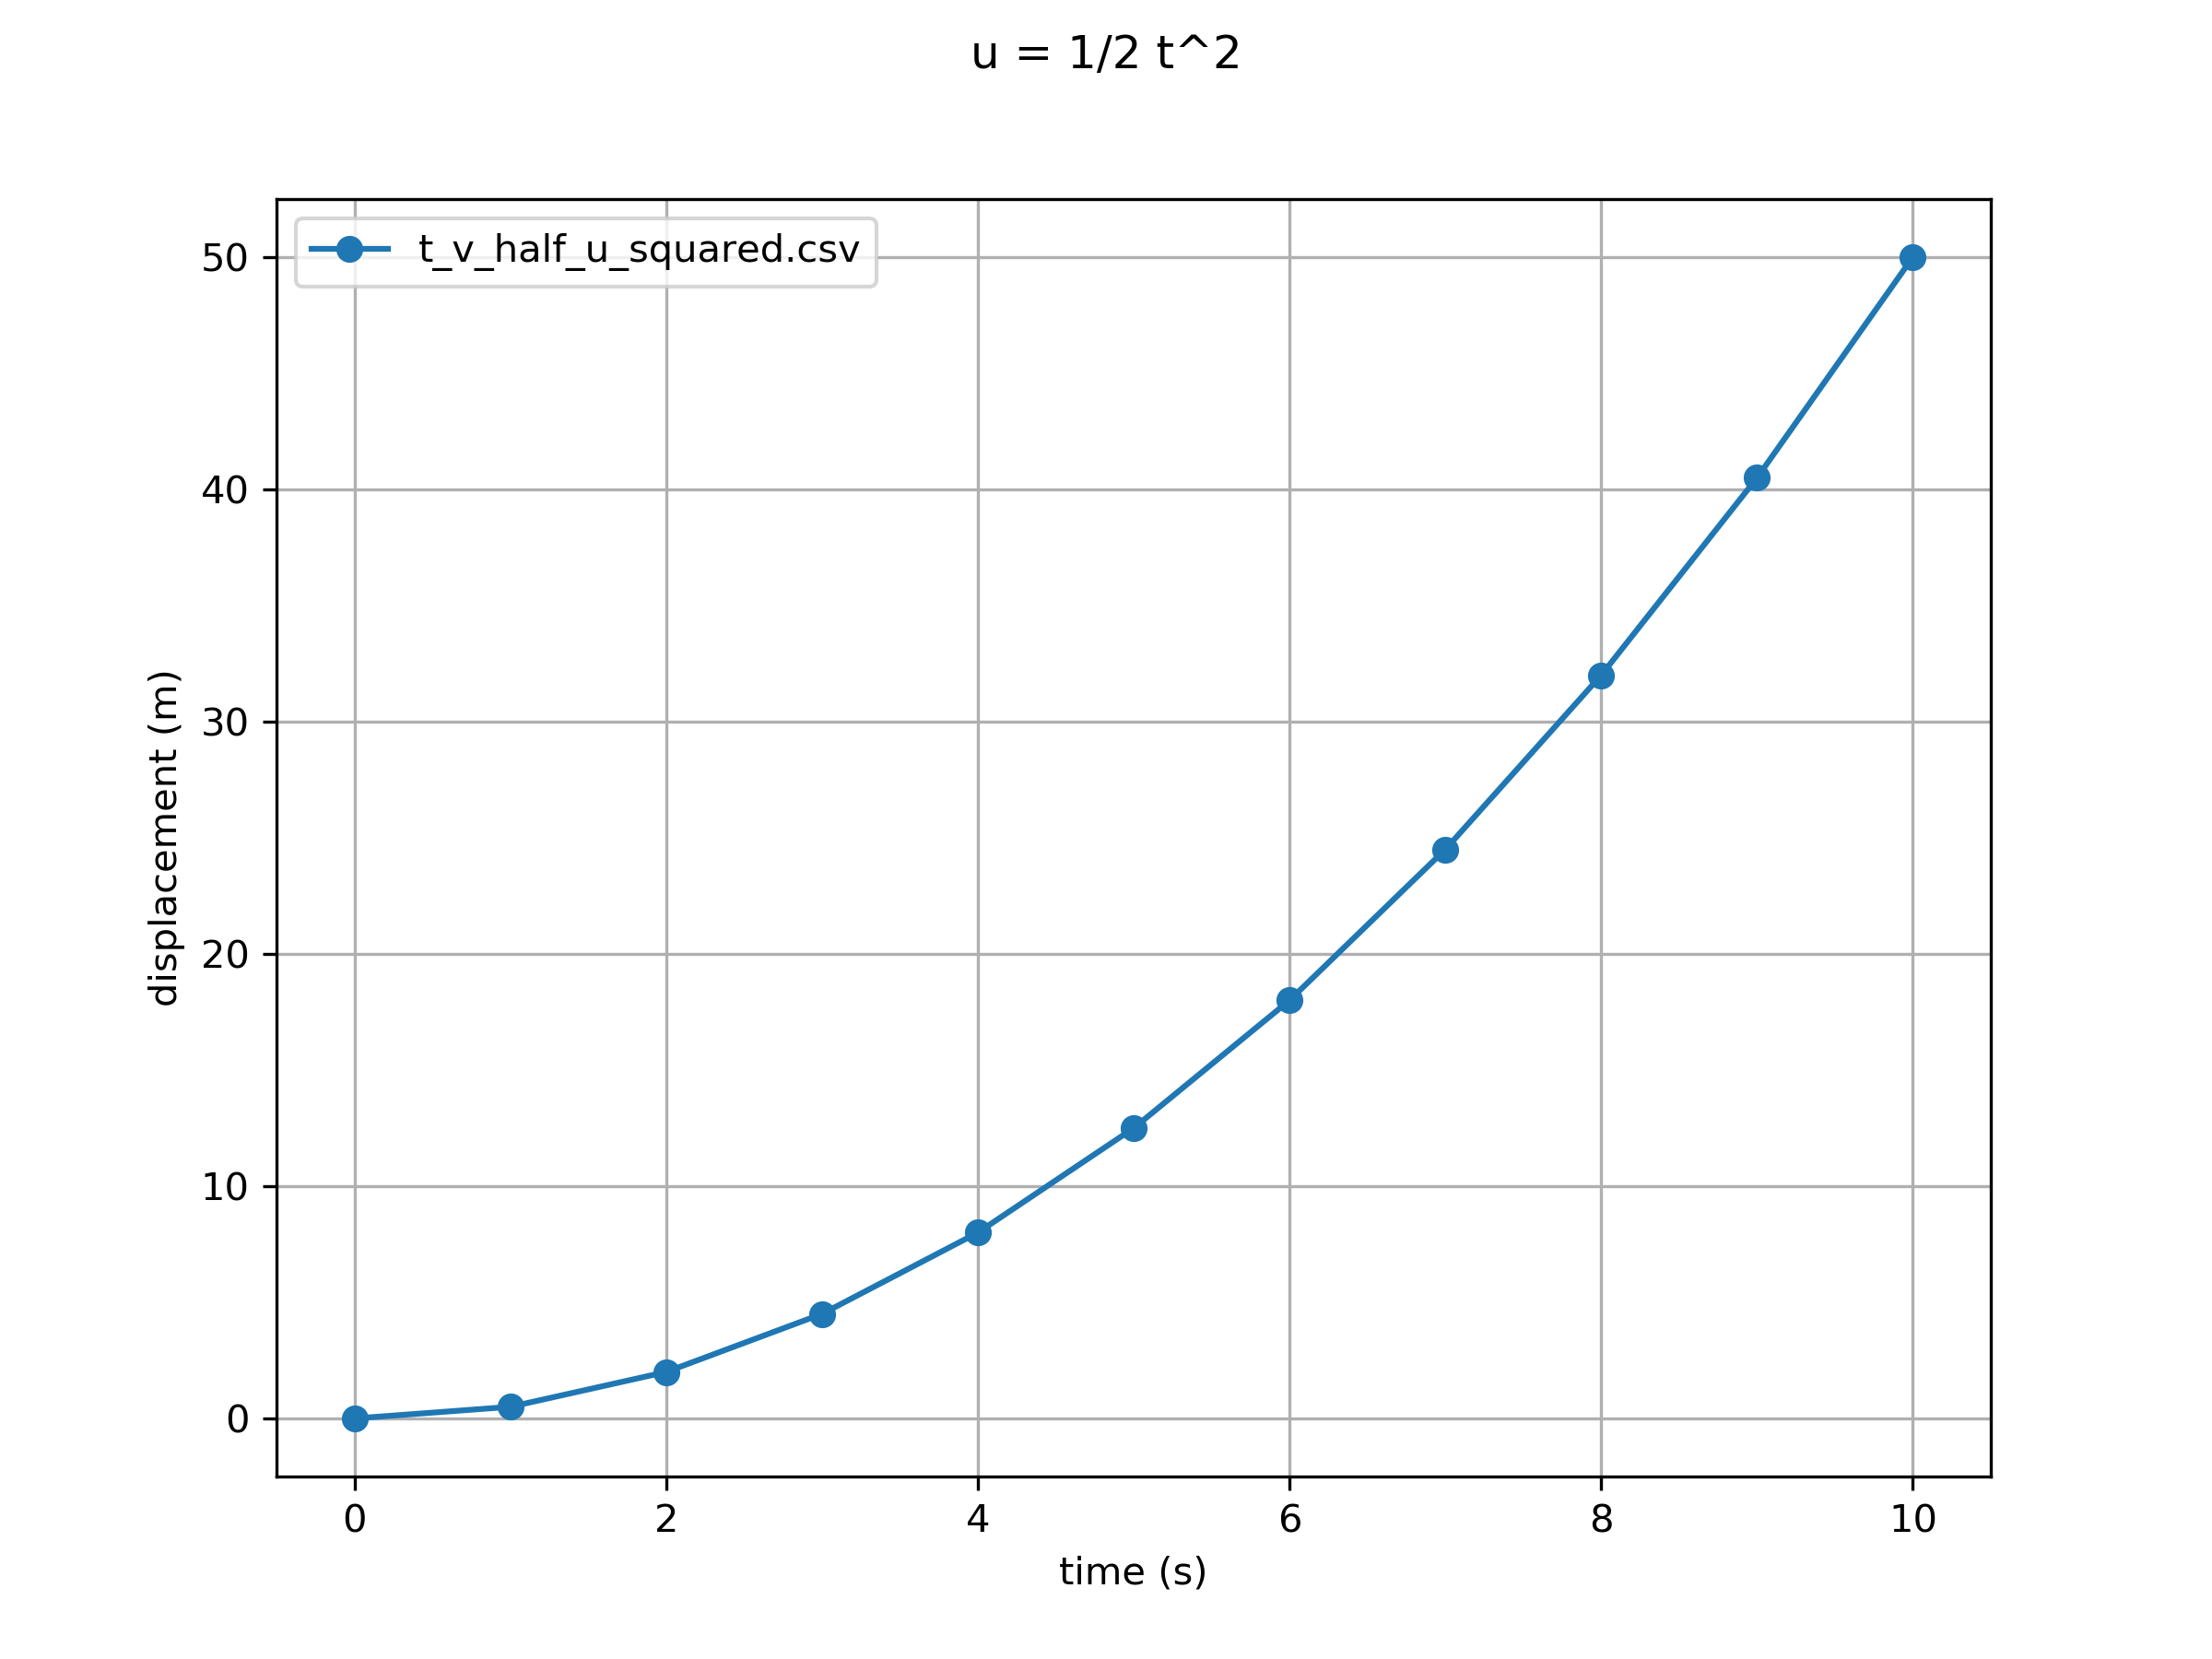 u = 1/2 t^2
t_v_half_u_squared.csv
50
40
30
20
10
0
displacement (m)
0 2 4 6 8 10
time (s)